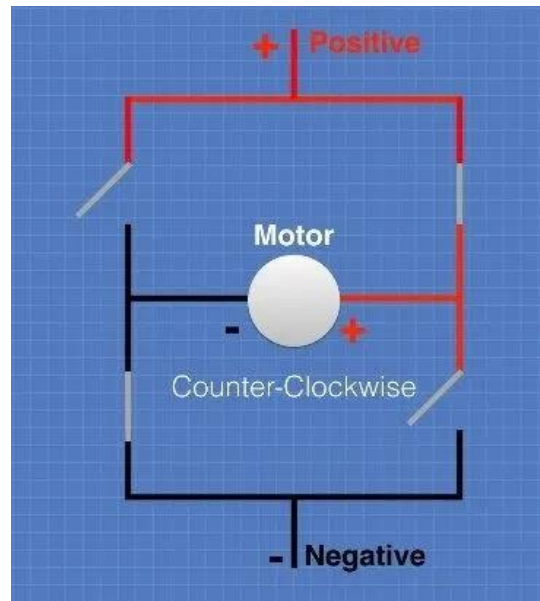 + Positive
Motor
- +
Counter-Clockwise
- Negative